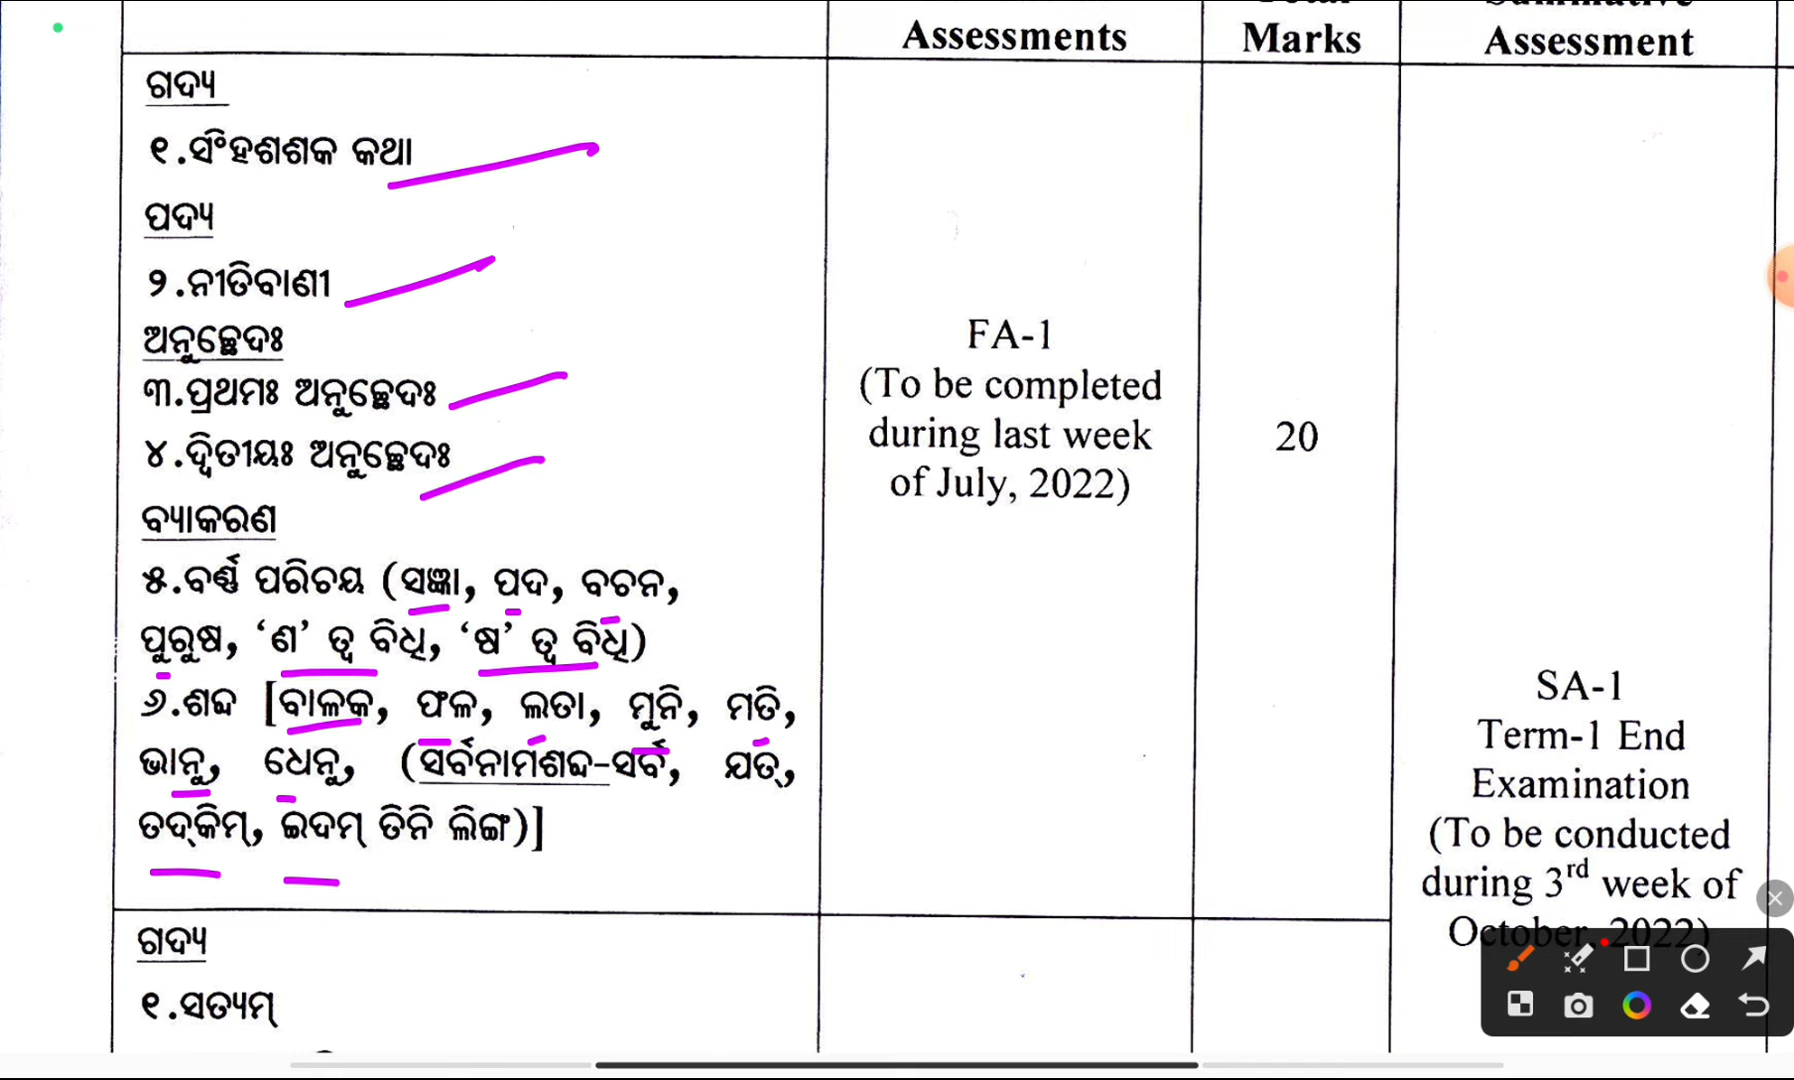 Assessments
Marks
Assessment
ଗଦ୍ୟ
୧.ସିଂହଶଶକ କଥା
ପଦ୍ୟ
୨.ନୀତିବାଣୀ
ଅନୁଚ୍ଛେଦଃ
୩.ପ୍ରଥମଃ ଅନୁଚ୍ଛେଦଃ
୪.ଦ୍ୱିତୀୟଃ ଅନୁଚ୍ଛେଦଃ
ବ୍ୟାକରଣ
୫.ବର୍ଣ୍ଣ ପରିଚୟ (ସଜ୍ଞା, ପଦ, ବଚନ,
ପୁରୁଷ, ‘ଣ’ ତ୍ୱ ବିଧି, ‘ଷ’ ତ୍ୱ ବିଧି)
୬.ଶବ୍ଦ [ବାଳକ, ଫଳ, ଲତା, ମୁନି, ମତି,
ଭାନୁ, ଧେନୁ, (ସର୍ବନାମଶବ୍ଦ-ସର୍ବ, ଯତ୍,
ତଦ୍‌କିମ୍, ଇଦମ୍ ତିନି ଲିଙ୍ଗ)]
FA-1
(To be completed
during last week
of July, 2022)
20
SA-1
Term-1 End
Examination
(To be conducted
during 3rd week of
October, 2022)
ଗଦ୍ୟ
୧.ସତ୍ୟମ୍